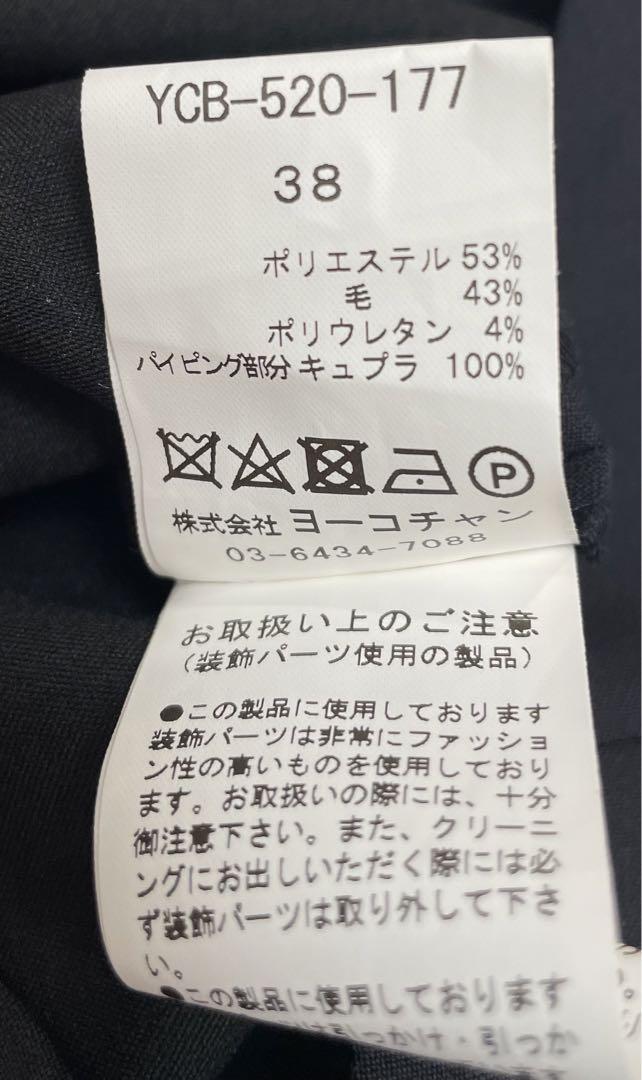 YCB-520-177
38
ポリエステル 53%
毛 43%
ポリウレタン 4%
パイピング部分 キュプラ 100%
P
株式会社 ヨーコチャン
03-6434-7088
お取扱い上のご注意
(装飾パーツ使用の製品)
●この製品に使用しております
装飾パーツは非常にファッショ
ン性の高いものを使用しており
ます。お取扱いの際には、十分
御注意下さい。また、クリーニ
ングにお出しいただく際には必
ず装飾パーツは取り外して下さ
い。
●この製品に使用しております
は引っかけ・引っか